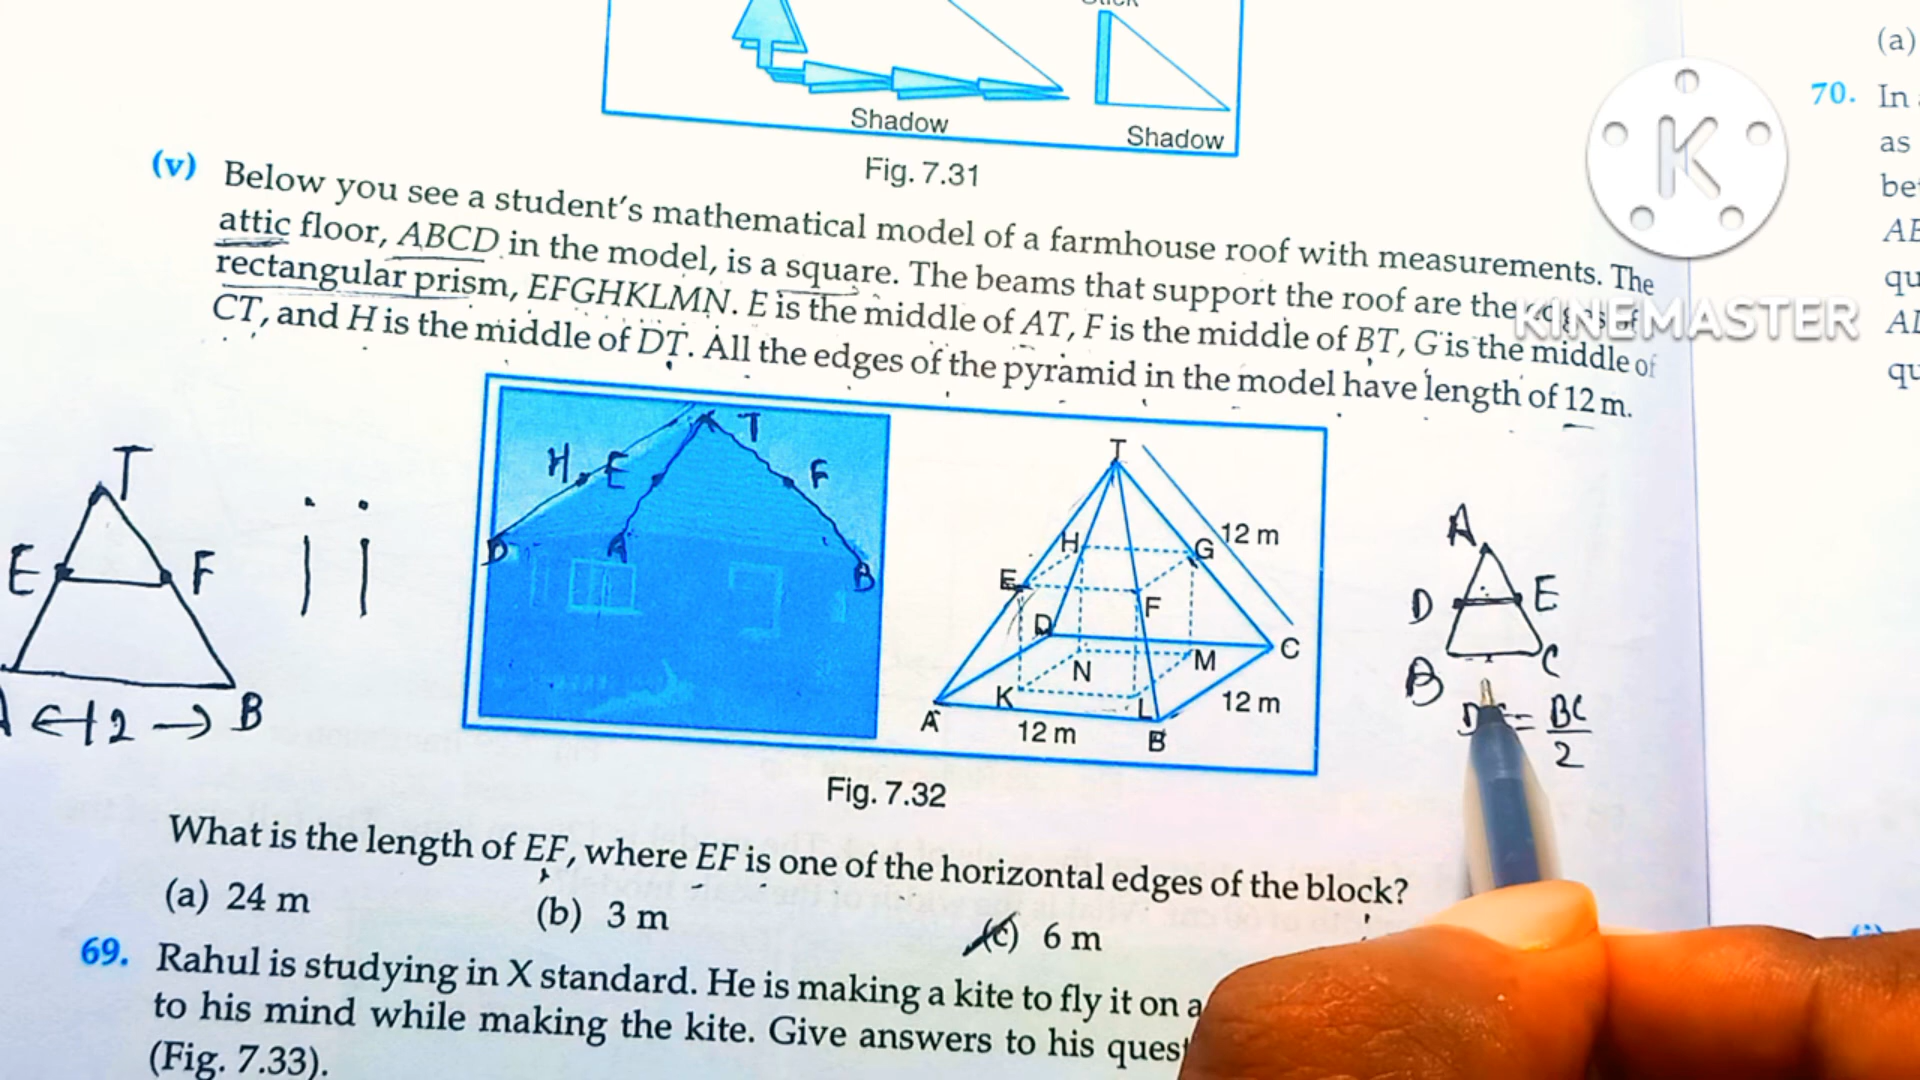 Shadow
Shadow
Fig. 7.31
(v) Below you see a student's mathematical model of a farmhouse roof with measurements. The
attic floor, ABCD in the model, is a square. The beams that support the roof are the
rectangular prism, EFGHKLMN. E is the middle of AT, F is the middle of BT, G is the middle of
CT, and H is the middle of DT. All the edges of the pyramid in the model have length of 12 m.
KINEMASTER
K
T
E F
B
12
H E T F
D A B
T
12 m
H G
E F
D C
N M
K L
A B
12 m
12 m
A
D E
B C
= BC
2
Fig. 7.32
What is the length of EF, where EF is one of the horizontal edges of the block?
(a) 24 m (b) 3 m (c) 6 m
69. Rahul is studying in X standard. He is making a kite to fly it on a
to his mind while making the kite. Give answers to his
(Fig. 7.33).
(a)
70. In
as
qu
qu